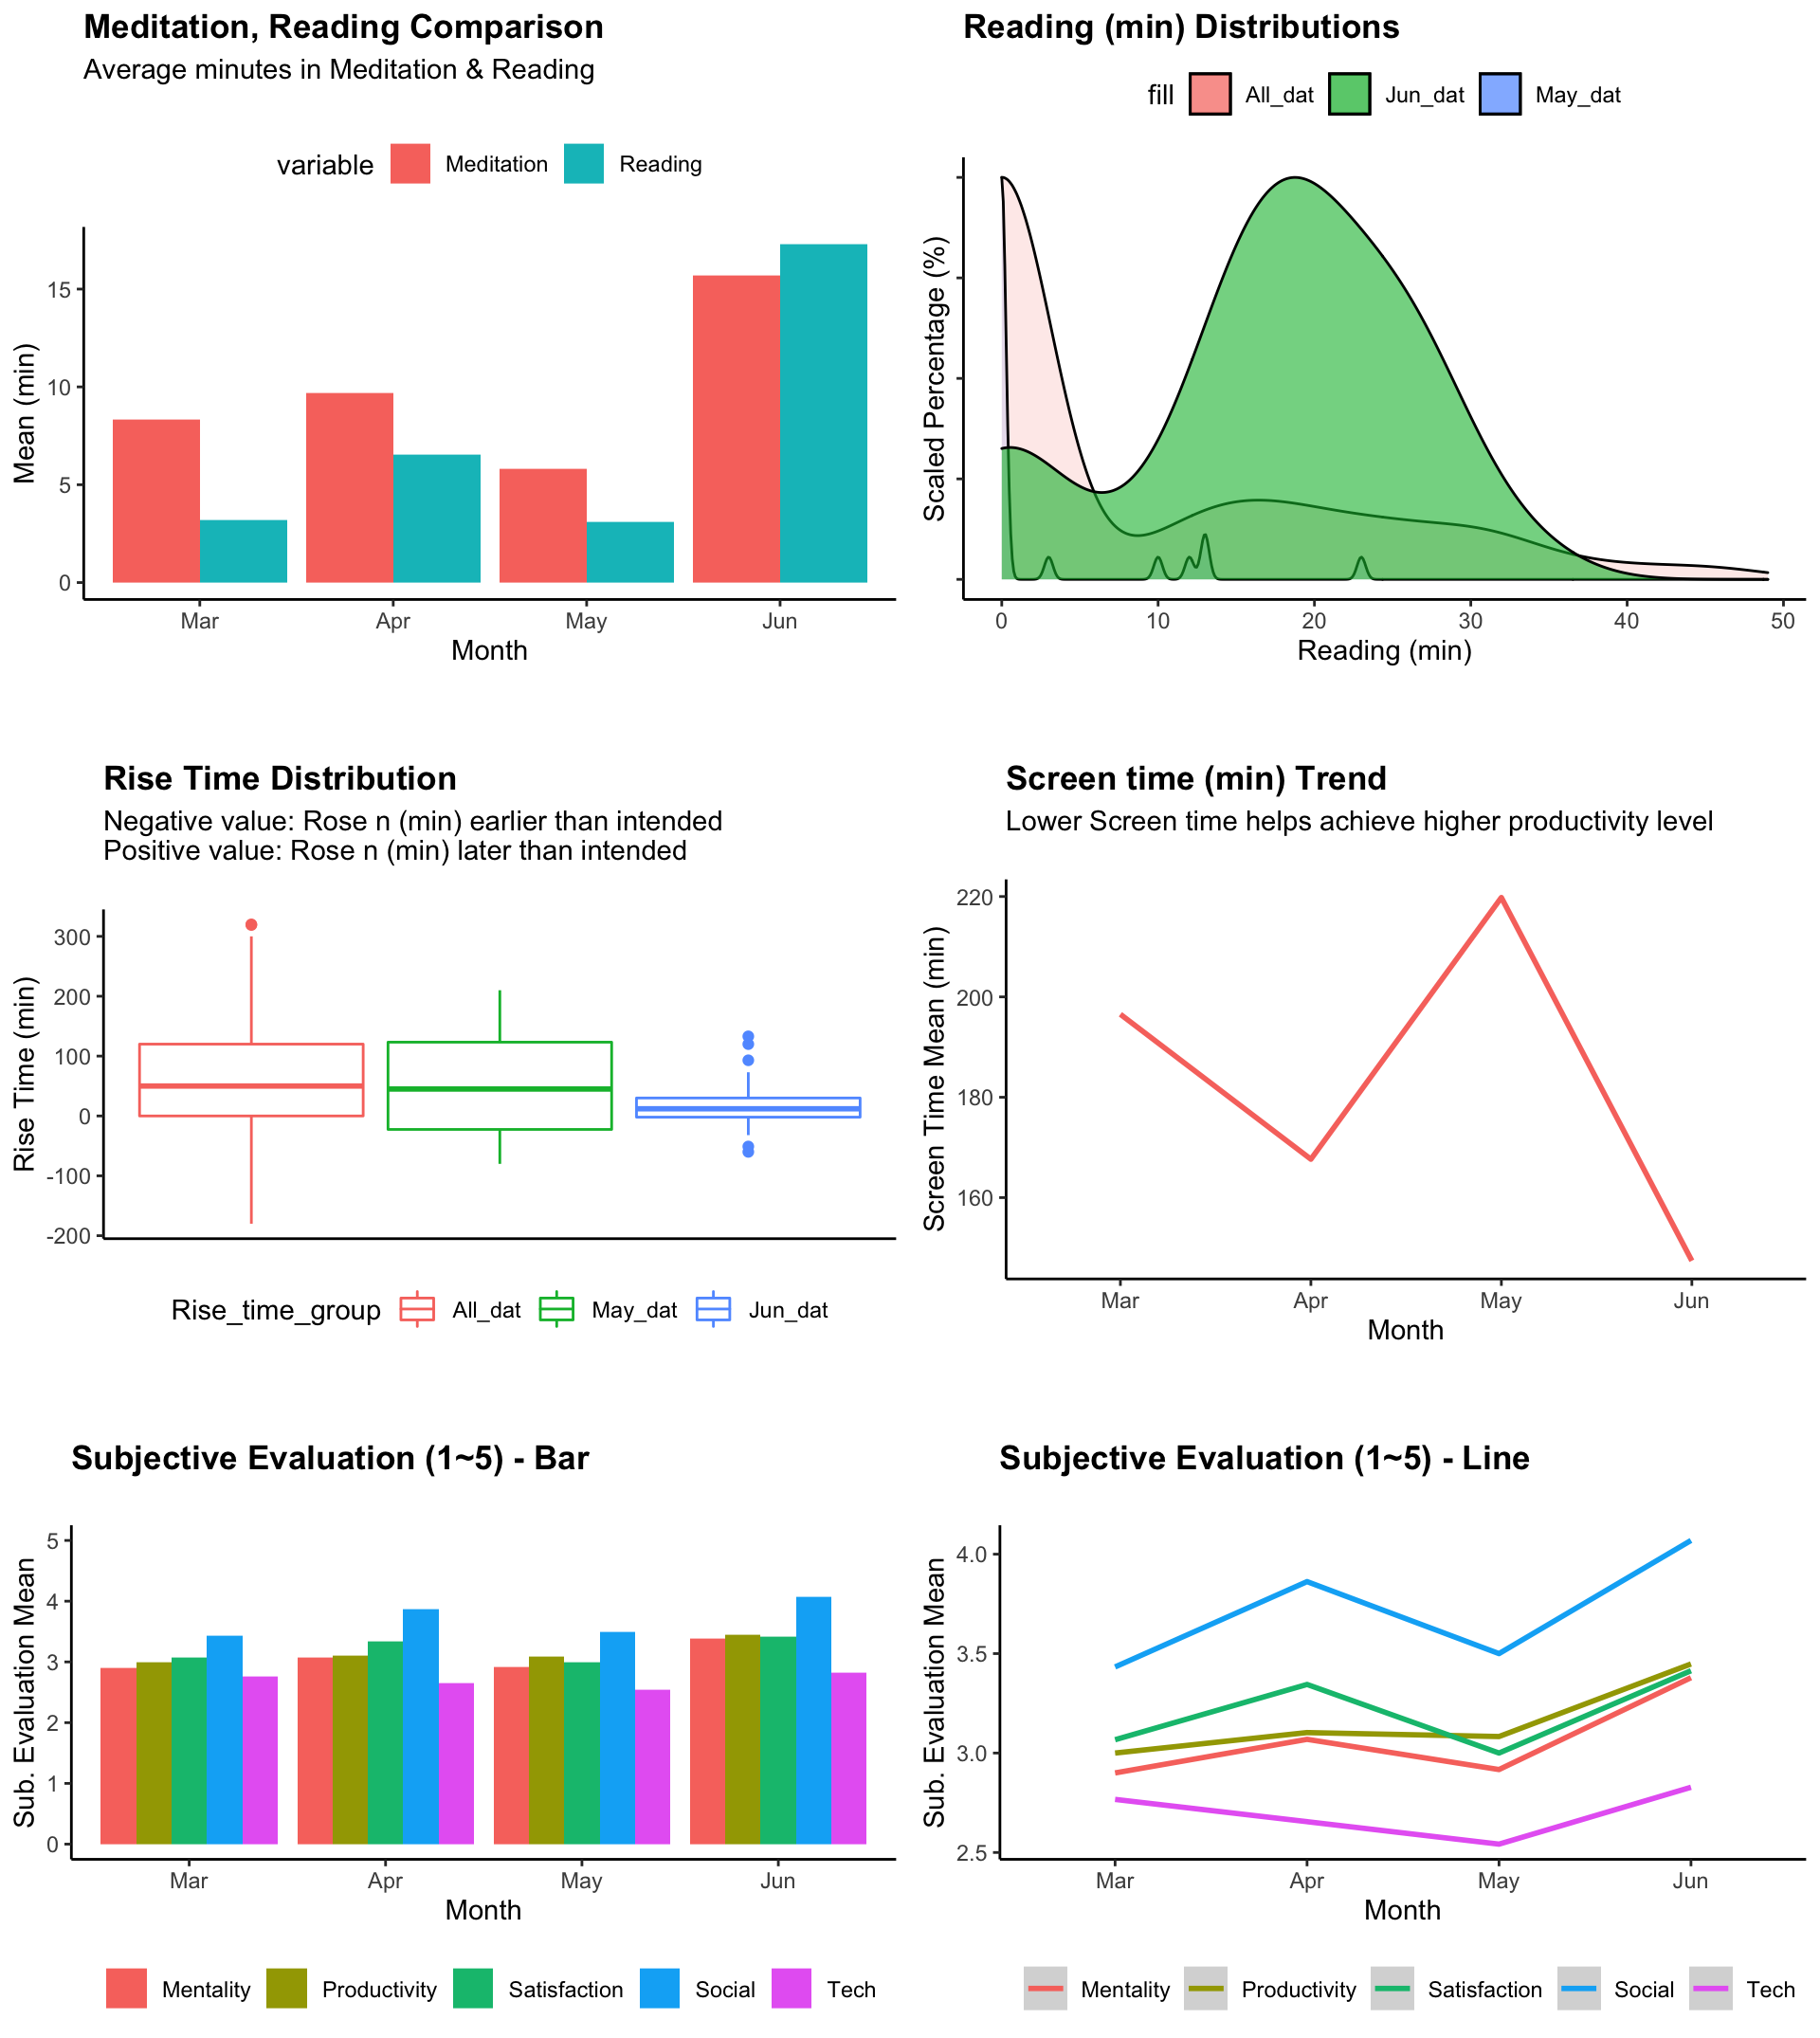 Meditation, Reading Comparison
Average minutes in Meditation & Reading
variable Meditation Reading
Mean (min)
15
10
5
0
Mar Apr May Jun
Month
Reading (min) Distributions
fill All_dat Jun_dat May_dat
Scaled Percentage (%)
0 10 20 30 40 50
Reading (min)
Rise Time Distribution
Negative value: Rose n (min) earlier than intended
Positive value: Rose n (min) later than intended
Rise Time (min)
300
200
100
0
-100
-200
Rise_time_group All_dat May_dat Jun_dat
Screen time (min) Trend
Lower Screen time helps achieve higher productivity level
Screen Time Mean (min)
220
200
180
160
Mar Apr May Jun
Month
Subjective Evaluation (1~5) - Bar
Sub. Evaluation Mean
5
4
3
2
1
0
Mar Apr May Jun
Month
Mentality Productivity Satisfaction Social Tech
Subjective Evaluation (1~5) - Line
Sub. Evaluation Mean
4.0
3.5
3.0
2.5
Mar Apr May Jun
Month
Mentality Productivity Satisfaction Social Tech